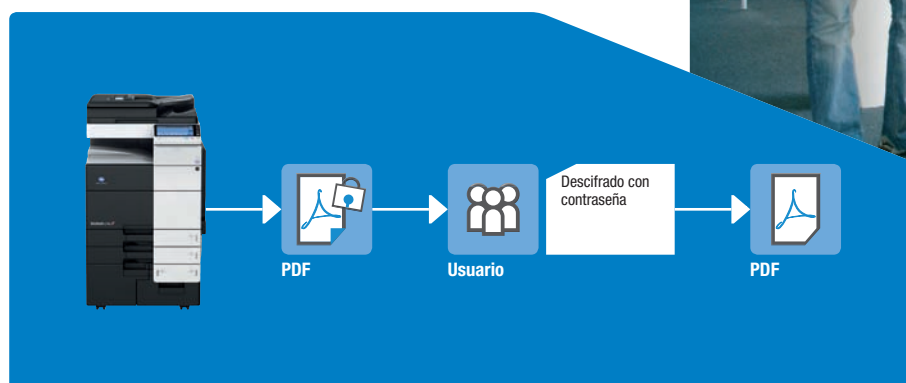 Descifrado con
contraseña
PDF
Usuario
PDF